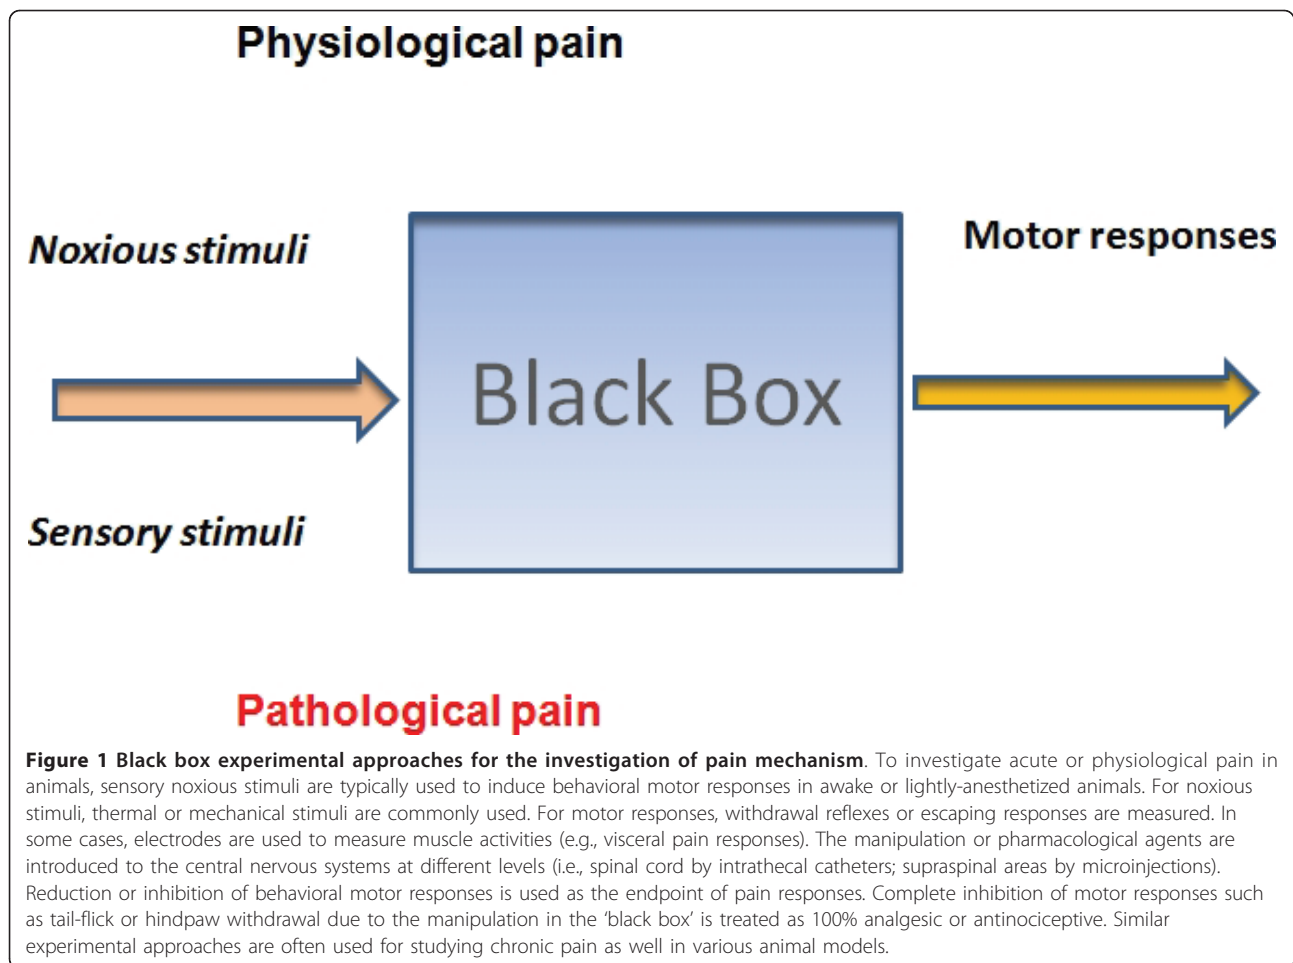 Physiological pain
Noxious stimuli
Motor responses
Black Box
Sensory stimuli
Pathological pain
Figure 1 Black box experimental approaches for the investigation of pain mechanism. To investigate acute or physiological pain in
animals, sensory noxious stimuli are typically used to induce behavioral motor responses in awake or lightly-anesthetized animals. For noxious
stimuli, thermal or mechanical stimuli are commonly used. For motor responses, withdrawal reflexes or escaping responses are measured. In
some cases, electrodes are used to measure muscle activities (e.g., visceral pain responses). The manipulation or pharmacological agents are
introduced to the central nervous systems at different levels (i.e., spinal cord by intrathecal catheters; supraspinal areas by microinjections).
Reduction or inhibition of behavioral motor responses is used as the endpoint of pain responses. Complete inhibition of motor responses such
as tail-flick or hindpaw withdrawal due to the manipulation in the ‘black box’ is treated as 100% analgesic or antinociceptive. Similar
experimental approaches are often used for studying chronic pain as well in various animal models.